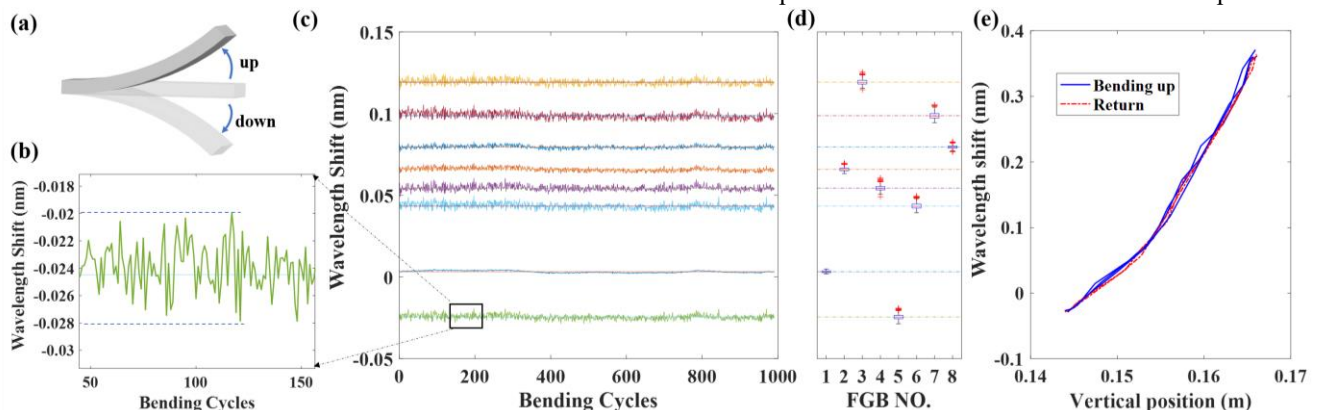 (a)
up
down
(b)
Wavelength Shift (nm)
-0.018
-0.02
-0.022
-0.024
-0.026
-0.028
-0.03
50
100
150
Bending Cycles
(c)
Wavelength Shift (nm)
0.15
0.1
0.05
0
-0.05
0
200
400
600
800
1000
Bending Cycles
(d)
1 2 3 4 5 6 7 8
FGB NO.
(e)
Wavelength shift (nm)
0.4
0.3
0.2
0.1
0
-0.1
Bending up
Return
0.14
0.15
0.16
0.17
Vertical position (m)